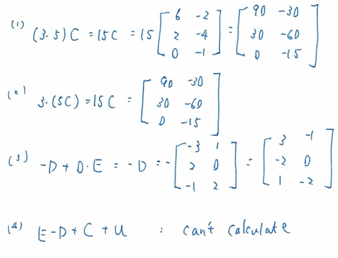 (1) (3·5)C = 15C = 15 [6 -2; 2 -4; 0 -1] = [90 -30; 30 -60; 0 -15]
(2) 3·(5C) = 15C = [90 -30; 30 -60; 0 -15]
(3) -D + 0·E = -D = - [-3 1; 2 0; -1 2] = [3 -1; -2 0; 1 -2]
(4) E - D + C + U : can't calculate